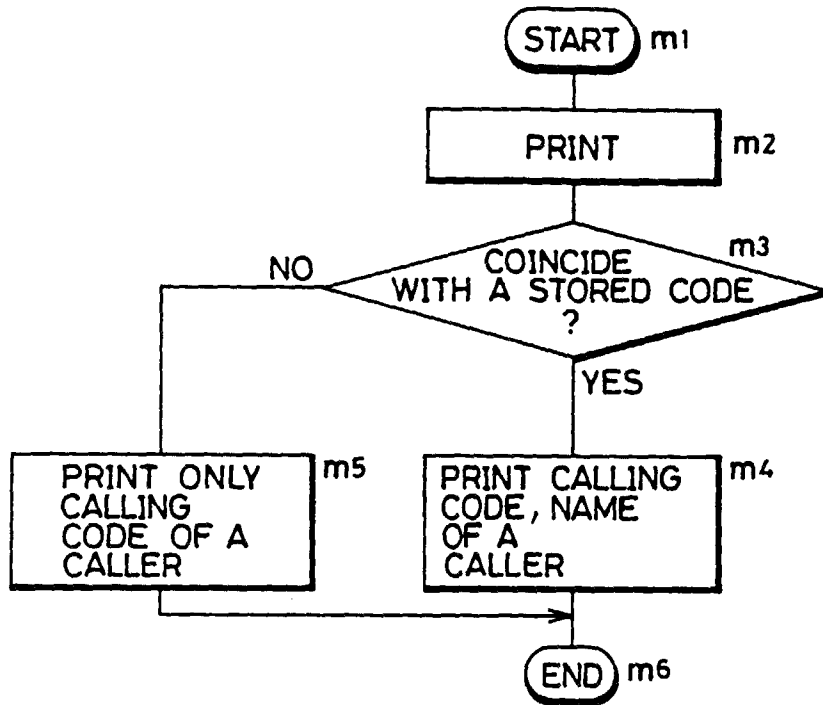 START m1
PRINT m2
m3
NO
COINCIDE
WITH A STORED CODE
?
YES
PRINT ONLY
CALLING
CODE OF A
CALLER
m5
PRINT CALLING
CODE, NAME
OF A
CALLER
m4
END m6